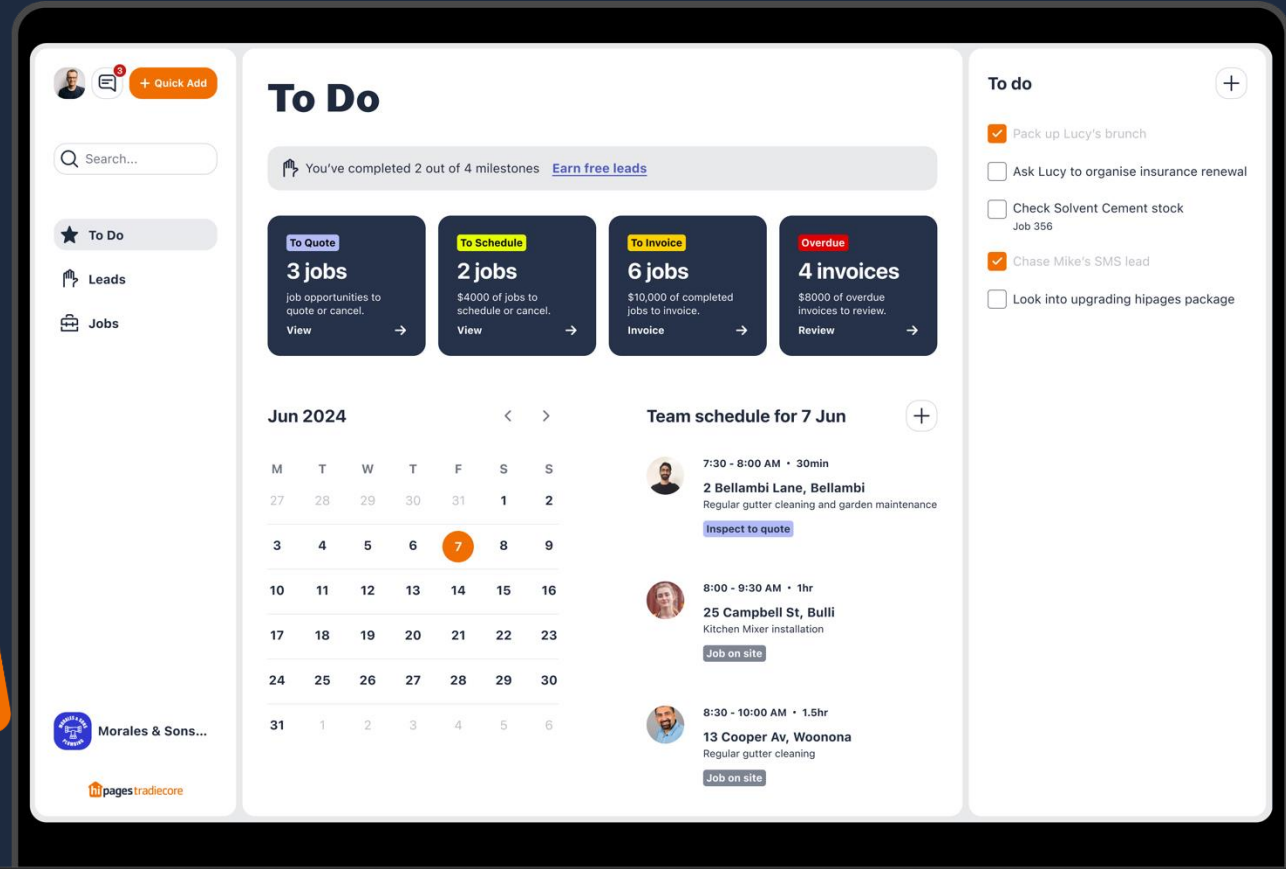 3
+ Quick Add
Search...
To Do
Leads
Jobs
MORALES & SONS
PLUMBING
Morales & Sons...
hipages tradiecore
To Do
You've completed 2 out of 4 milestones Earn free leads
To Quote
3 jobs
job opportunities to
quote or cancel.
View
To Schedule
2 jobs
$4000 of jobs to
schedule or cancel.
View
To Invoice
6 jobs
$10,000 of completed
jobs to invoice.
Invoice
Overdue
4 invoices
$8000 of overdue
invoices to review.
Review
Jun 2024
M T W T F S S
27 28 29 30 31 1 2
3 4 5 6 7 8 9
10 11 12 13 14 15 16
17 18 19 20 21 22 23
24 25 26 27 28 29 30
31 1 2 3 4 5 6
Team schedule for 7 Jun
7:30 - 8:00 AM • 30min
2 Bellambi Lane, Bellambi
Regular gutter cleaning and garden maintenance
Inspect to quote
8:00 - 9:30 AM • 1hr
25 Campbell St, Bulli
Kitchen Mixer installation
Job on site
8:30 - 10:00 AM • 1.5hr
13 Cooper Av, Woonona
Regular gutter cleaning
Job on site
To do
Pack up Lucy's brunch
Ask Lucy to organise insurance renewal
Check Solvent Cement stock
Job 356
Chase Mike's SMS lead
Look into upgrading hipages package